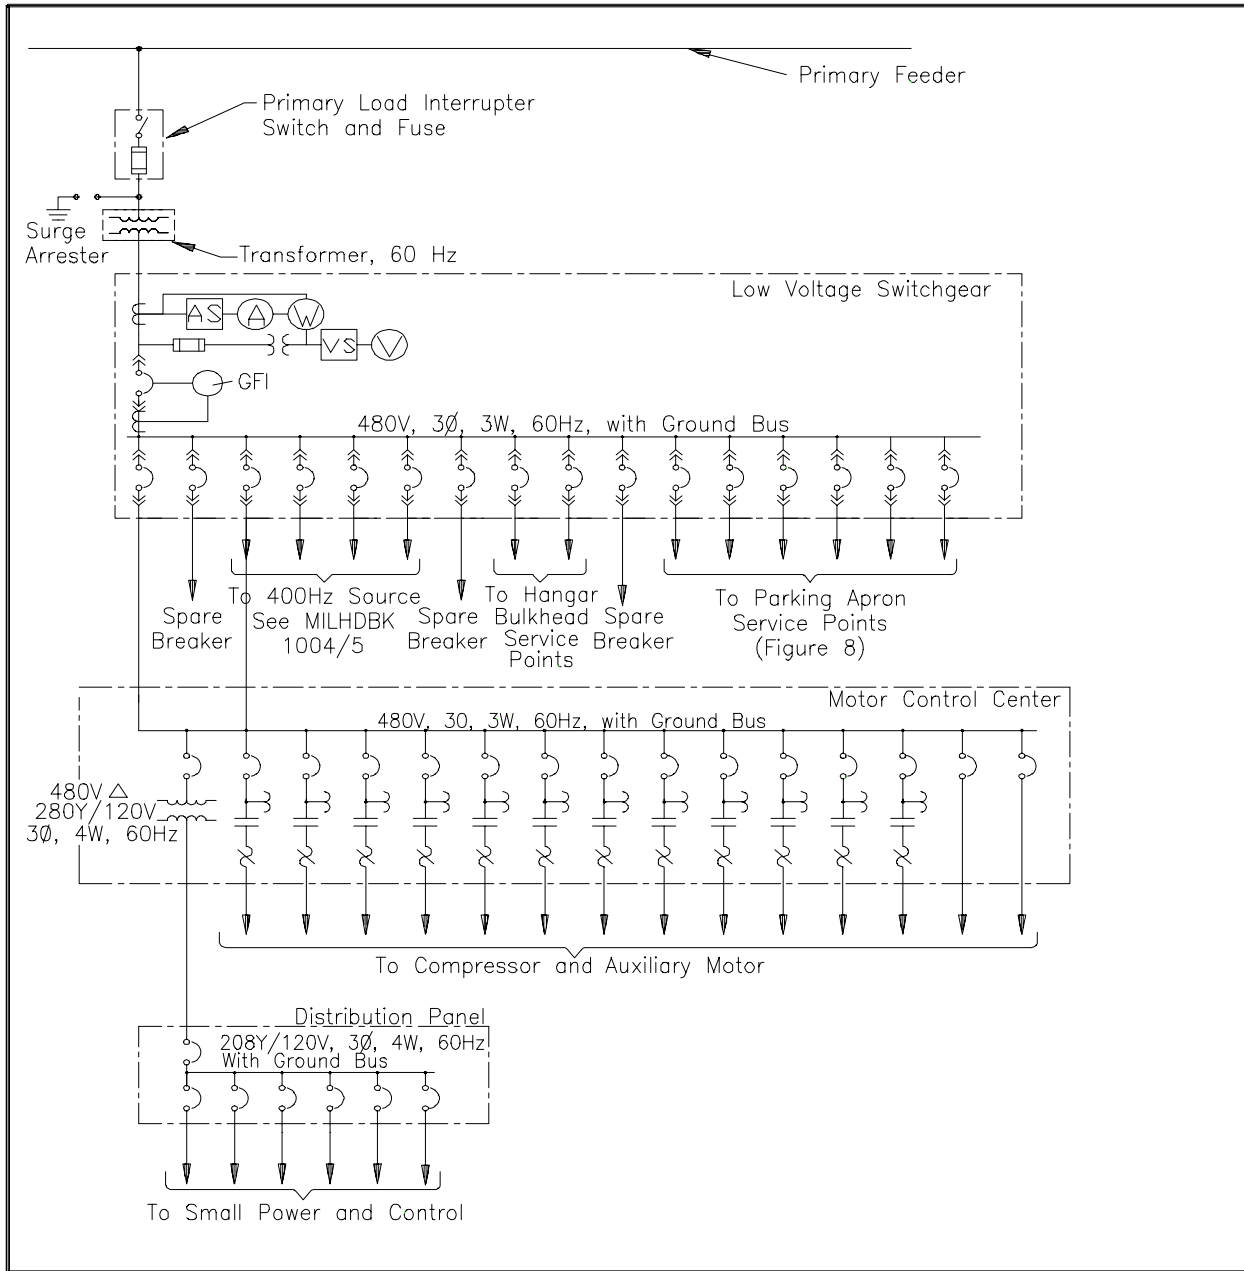 Primary Feeder
Primary Load Interrupter
Switch and Fuse
Surge
Arrester
Transformer, 60 Hz
Low Voltage Switchgear
AS
A
W
VS
V
GFI
480V, 3Ø, 3W, 60Hz, with Ground Bus
Spare
Breaker
To 400Hz Source
See MILHDBK
1004/5
Spare
Breaker
To Hangar
Bulkhead
Service
Points
Spare
Breaker
To Parking Apron
Service Points
(Figure 8)
Motor Control Center
480V, 30, 3W, 60Hz, with Ground Bus
480V △
280Y/120V
3Ø, 4W, 60Hz
To Compressor and Auxiliary Motor
Distribution Panel
208Y/120V, 3Ø, 4W, 60Hz
With Ground Bus
To Small Power and Control